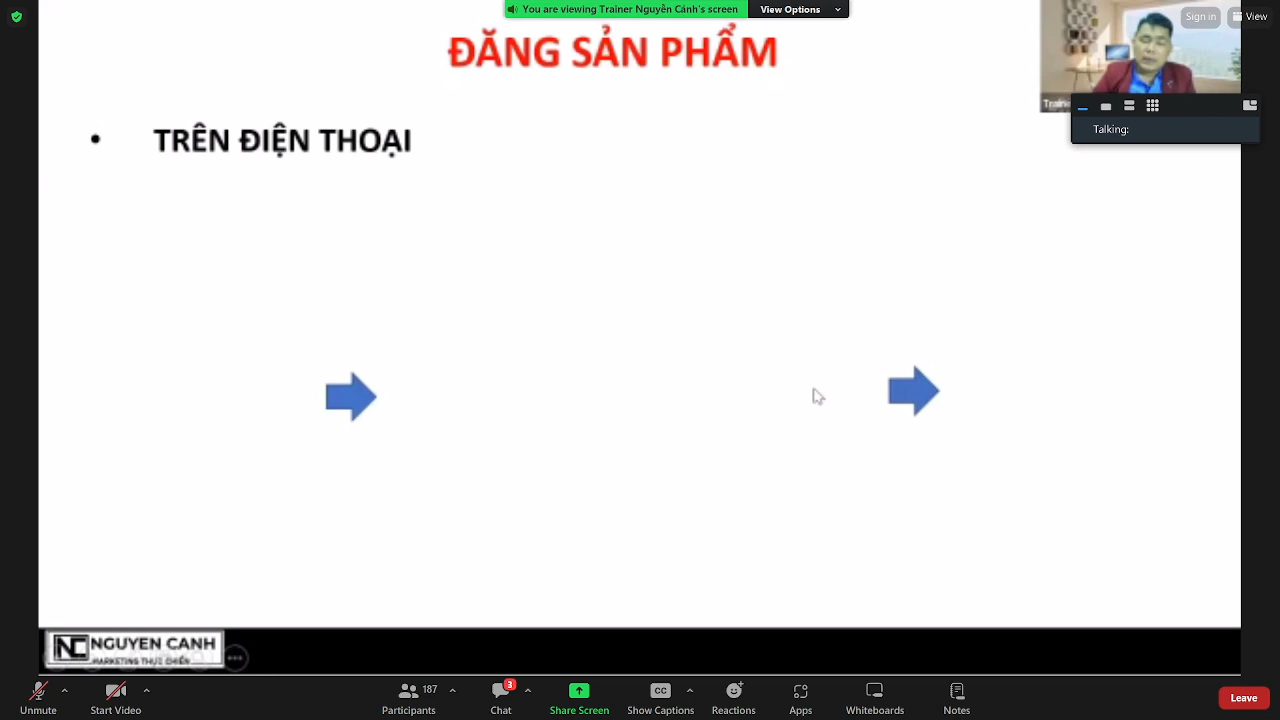 You are viewing Trainer Nguyễn Cảnh's screen
View Options
Sign in
View
ĐĂNG SẢN PHẨM
Talking:
• TRÊN ĐIỆN THOẠI
NC NGUYEN CANH
MARKETING THỰC CHIẾN
Unmute
Start Video
187
Participants
3
Chat
Share Screen
CC
Show Captions
Reactions
Apps
Whiteboards
Notes
Leave